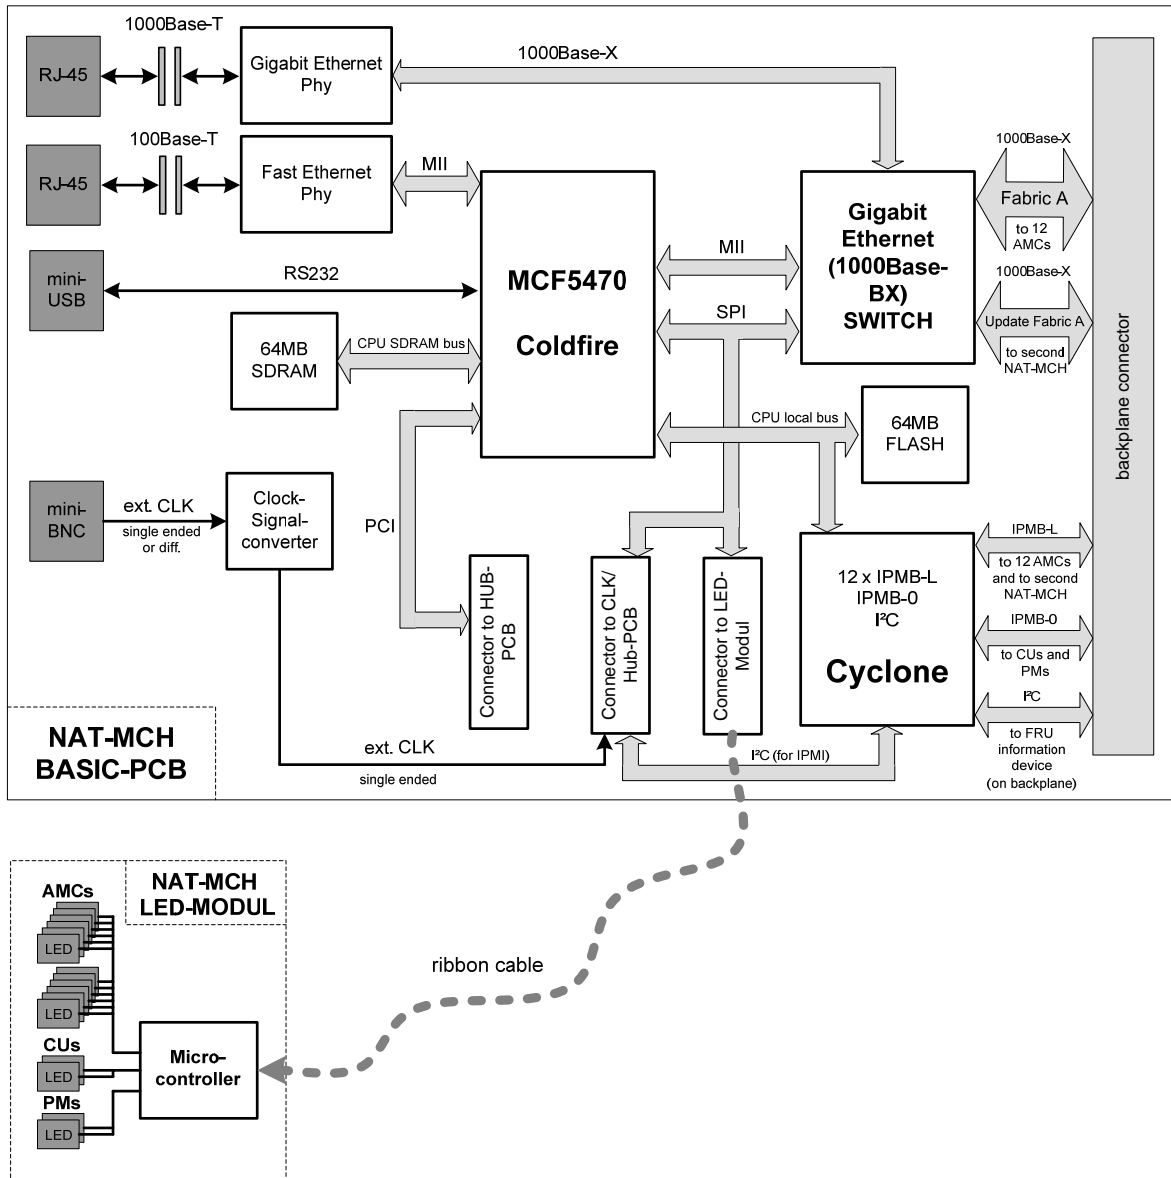 1000Base-T
RJ-45
Gigabit Ethernet
Phy
1000Base-X
100Base-T
RJ-45
Fast Ethernet
Phy
MII
mini-
USB
RS232
MCF5470
Coldfire
MII
SPI
Gigabit
Ethernet
(1000Base-
BX)
SWITCH
1000Base-X
Fabric A
to 12
AMCs
1000Base-X
Update Fabric A
to second
NAT-MCH
backplane connector
64MB
SDRAM
CPU SDRAM bus
CPU local bus
64MB
FLASH
mini-
BNC
ext. CLK
single ended
or diff.
Clock-
Signal-
converter
PCI
Connector to HUB-
PCB
Connector to CLK/
Hub-PCB
Connector to LED-
Modul
12 x IPMB-L
IPMB-0
I²C
Cyclone
IPMB-L
to 12 AMCs
and to second
NAT-MCH
IPMB-0
to CUs and
PMs
I²C
to FRU
information
device
(on backplane)
ext. CLK
single ended
I²C (for IPMI)
NAT-MCH
BASIC-PCB
NAT-MCH
LED-MODUL
AMCs
LED
LED
CUs
LED
PMs
LED
Micro-
controller
ribbon cable